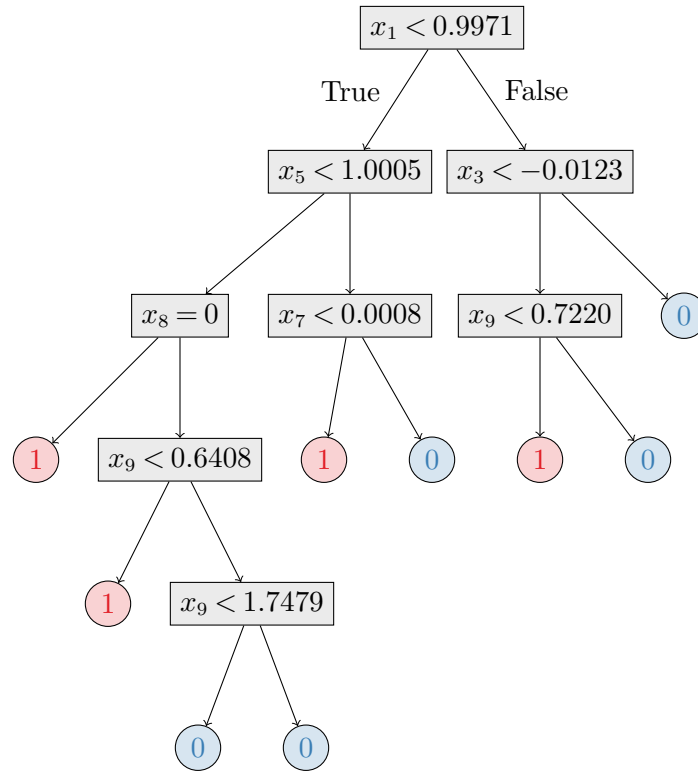 x₁ < 0.9971
True
False
x₅ < 1.0005
x₃ < −0.0123
x₈ = 0
x₇ < 0.0008
x₉ < 0.7220
0
1
x₉ < 0.6408
1
0
1
0
1
x₉ < 1.7479
0
0